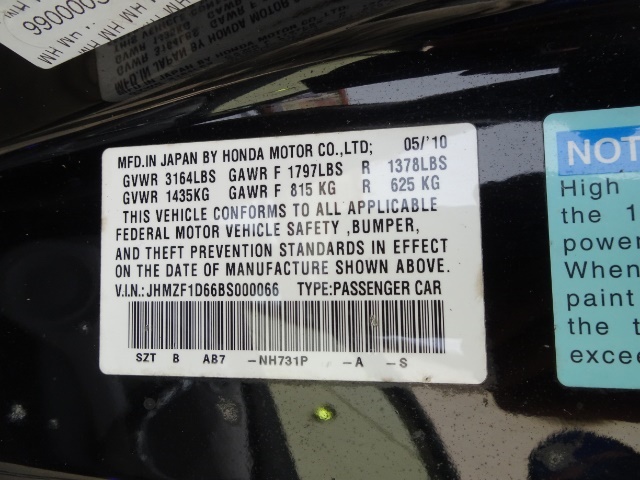 MFD.IN JAPAN BY HONDA MOTOR CO.,LTD; 05/'10
GVWR 3164LBS GAWR F 1797LBS R 1378LBS
GVWR 1435KG GAWR F 815 KG R 625 KG
THIS VEHICLE CONFORMS TO ALL APPLICABLE
FEDERAL MOTOR VEHICLE SAFETY ,BUMPER,
AND THEFT PREVENTION STANDARDS IN EFFECT
ON THE DATE OF MANUFACTURE SHOWN ABOVE.
V.I.N.: JHMZF1D66BS000066 TYPE:PASSENGER CAR
SZT B AB7 -NH731P -A -S
NOT
High
the 1
power
When
paint
the t
excee